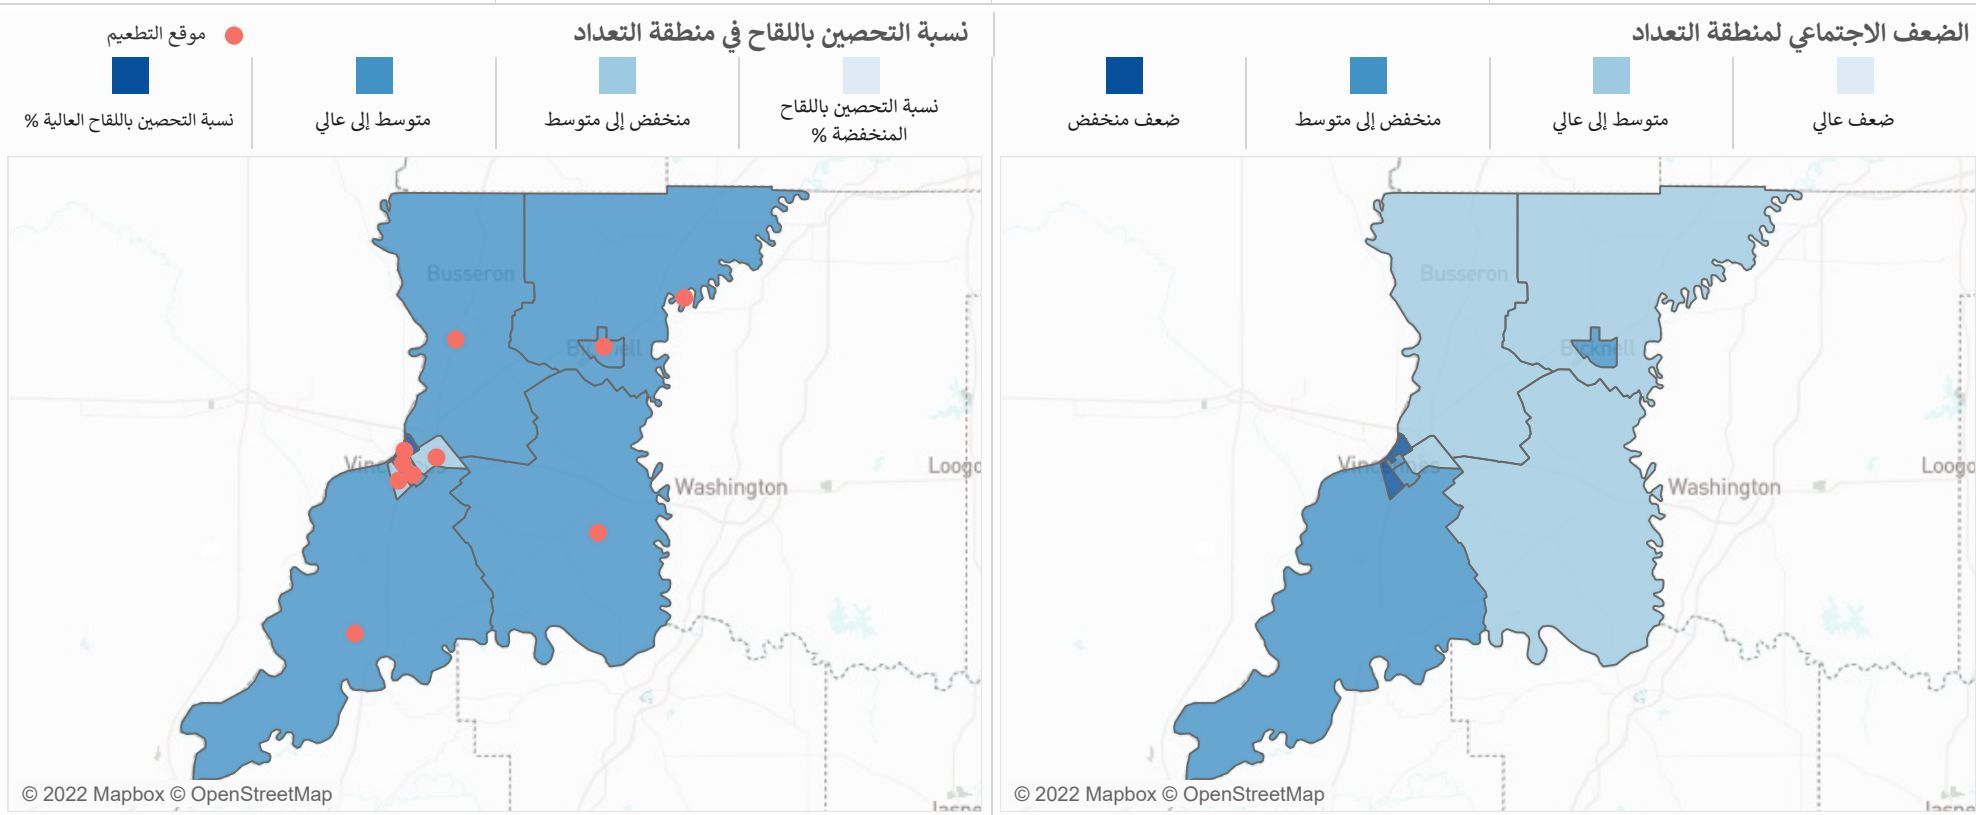 الضعف الاجتماعي لمنطقة التعداد
ضعف عالي
متوسط إلى عالي
منخفض إلى متوسط
ضعف منخفض
Busseron
Bicknell
Vincennes
Washington
© 2022 Mapbox © OpenStreetMap
نسبة التحصين باللقاح في منطقة التعداد
موقع التطعيم
نسبة التحصين باللقاح
المنخفضة %
منخفض إلى متوسط
متوسط إلى عالي
نسبة التحصين باللقاح العالية %
Busseron
Washington
© 2022 Mapbox © OpenStreetMap